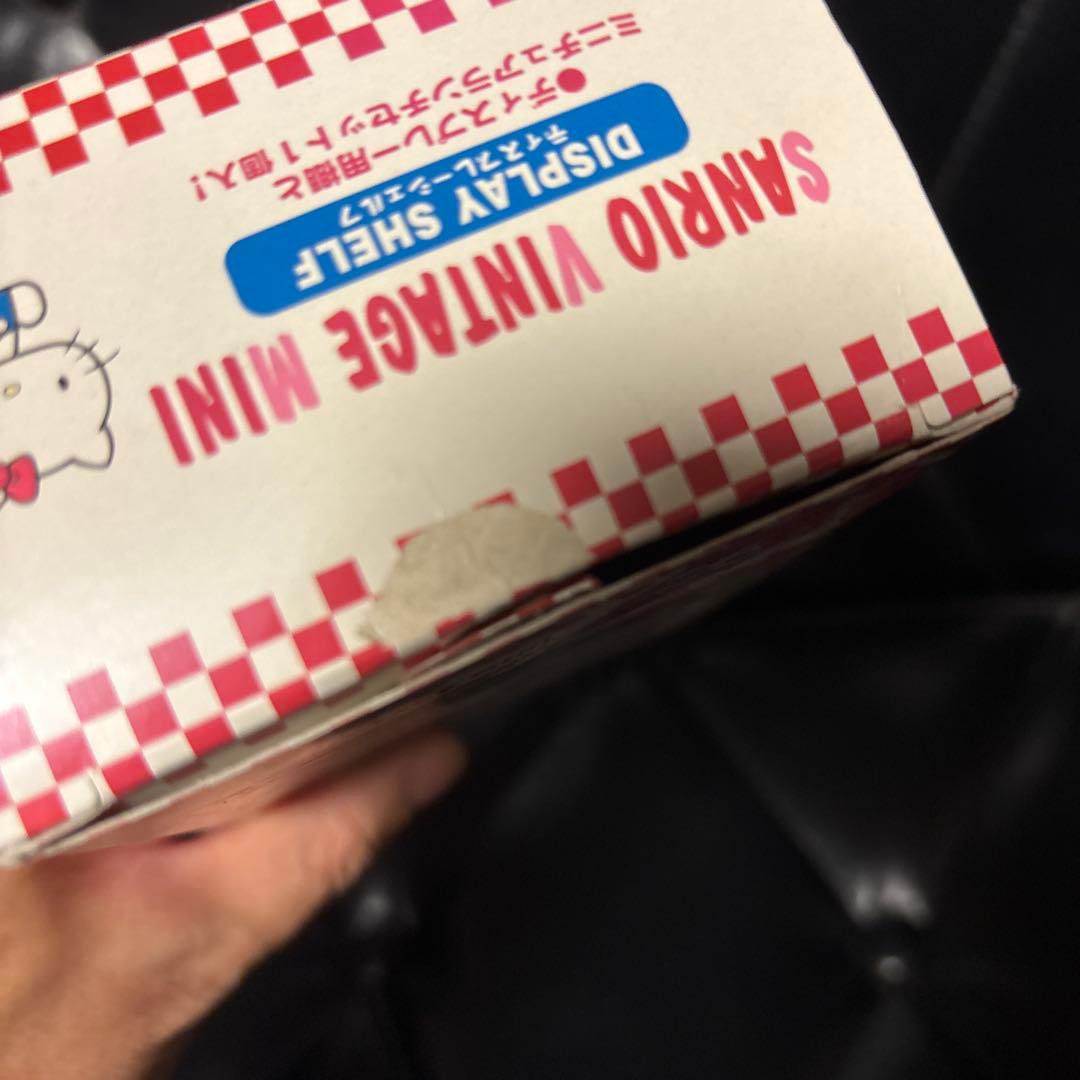 SANRIO VINTAGE MINI
DISPLAY SHELF
ディスプレーシェルフ
●ディスプレー用棚と
ミニチュアランチセット1個入!